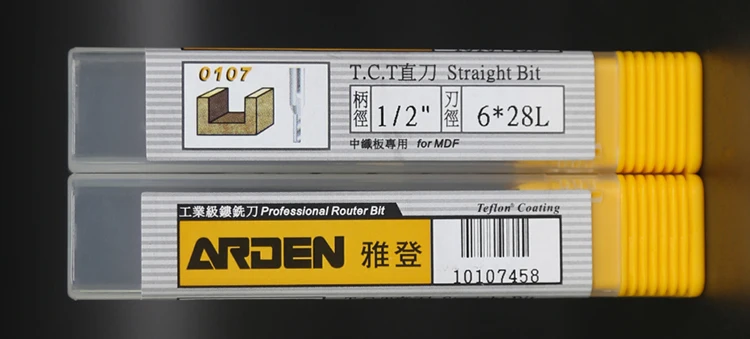 0107
T.C.T直刀 Straight Bit
柄徑 1/2" 刃徑 6*28L
中纖板專用 for MDF
工業級鏤銑刀 Professional Router Bit
Teflon® Coating
ARDEN 雅登
10107458